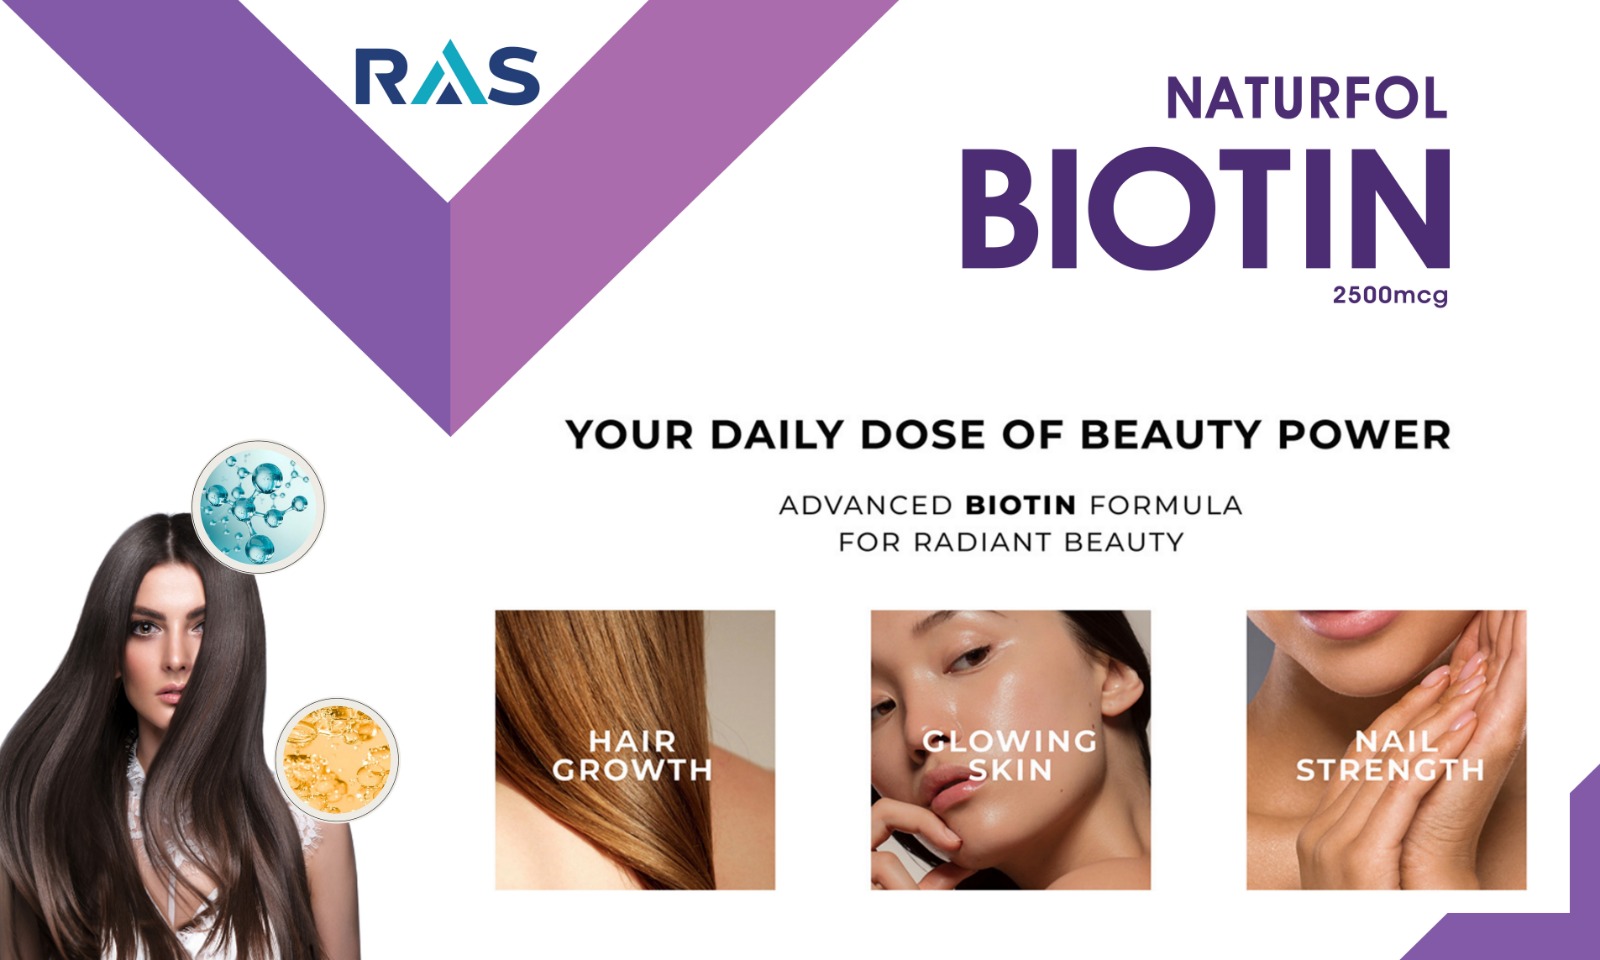 RAS
NATURFOL
BIOTIN
2500mcg
YOUR DAILY DOSE OF BEAUTY POWER
ADVANCED BIOTIN FORMULA
FOR RADIANT BEAUTY
HAIR
GROWTH
GLOWING
SKIN
NAIL
STRENGTH